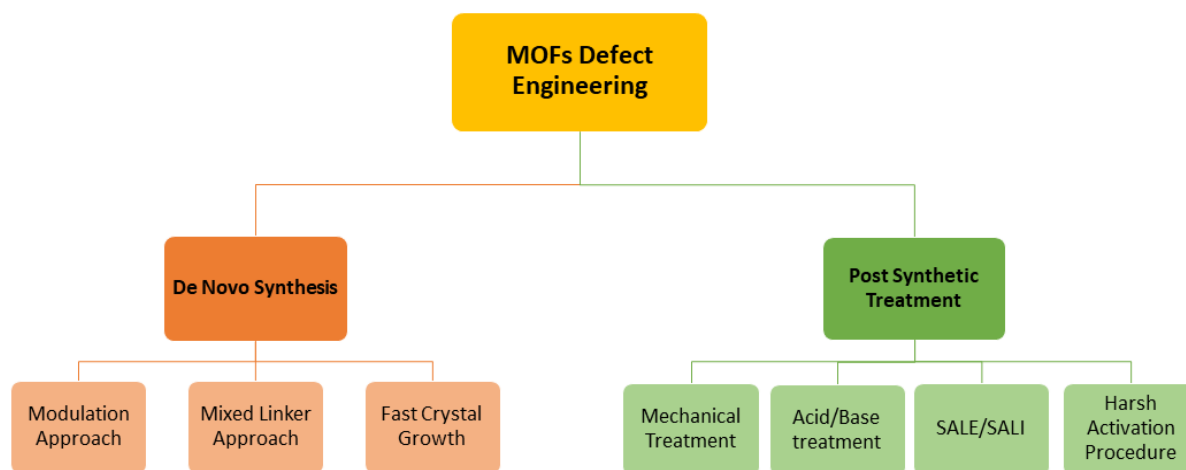 MOFs Defect
Engineering
De Novo Synthesis
Post Synthetic
Treatment
Modulation
Approach
Mixed Linker
Approach
Fast Crystal
Growth
Mechanical
Treatment
Acid/Base
treatment
SALE/SALI
Harsh
Activation
Procedure